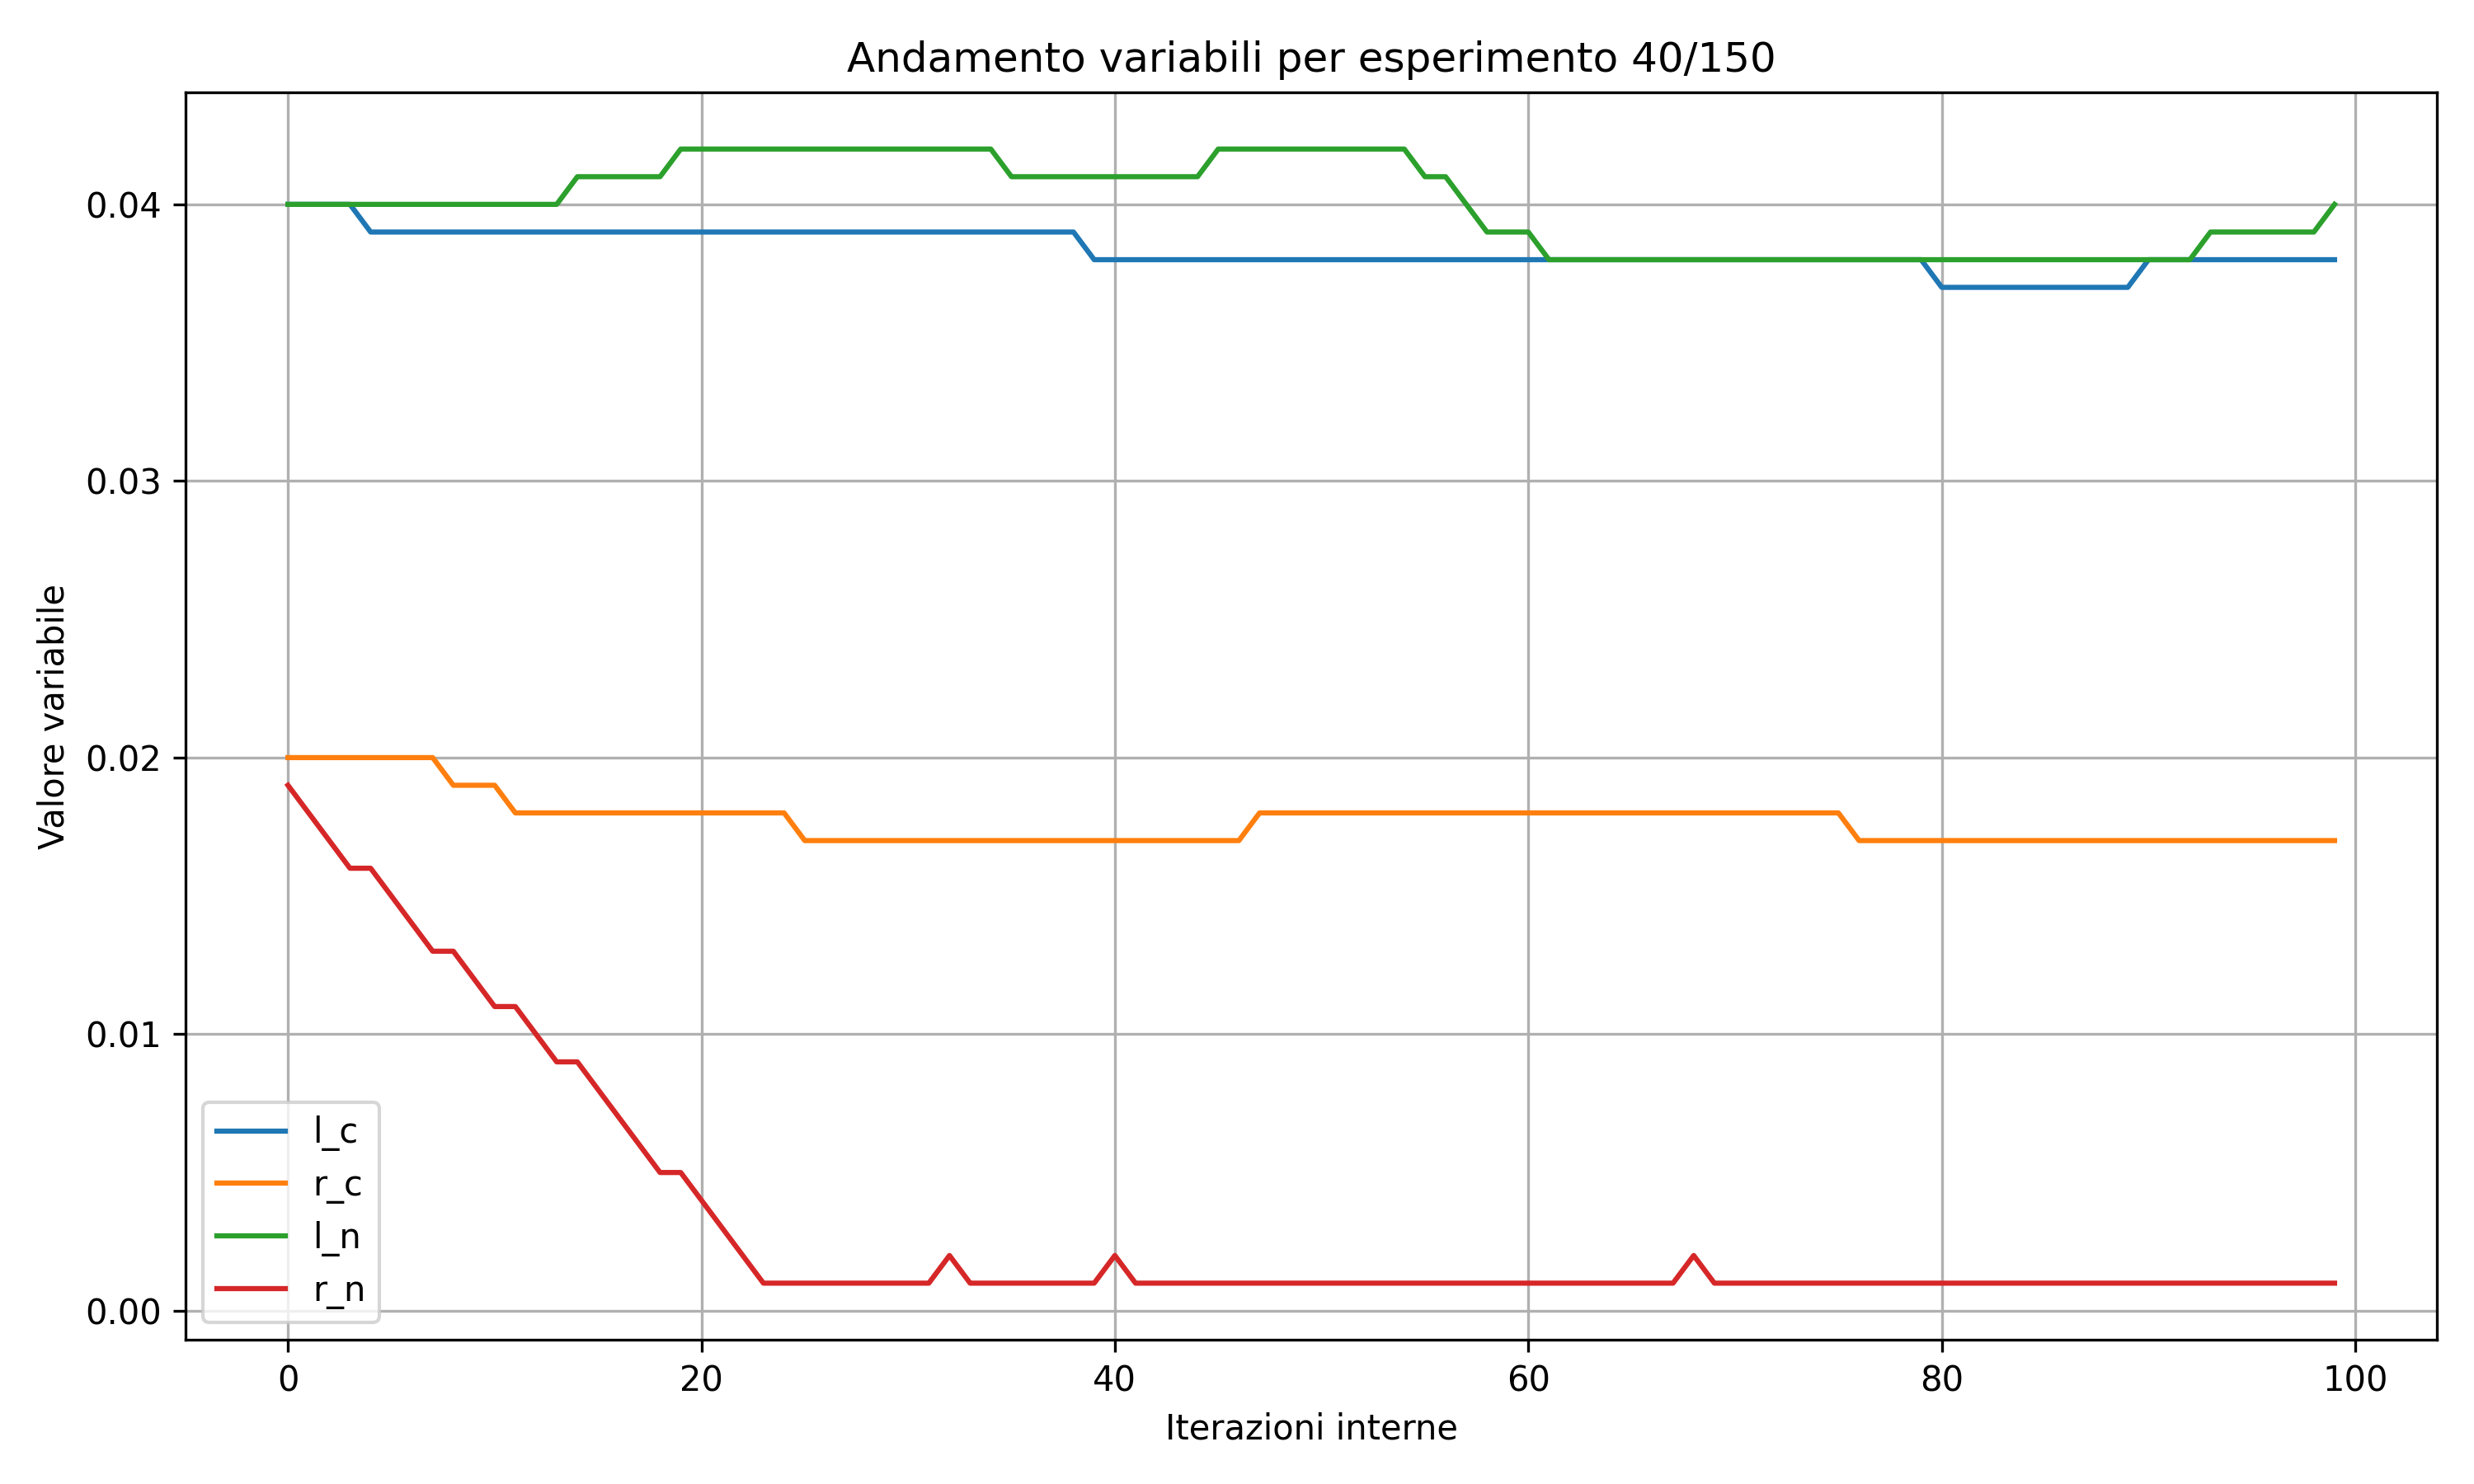 Andamento variabili per esperimento 40/150
Valore variabile
0.04
0.03
0.02
0.01
0.00
l_c
r_c
l_n
r_n
0 20 40 60 80 100
Iterazioni interne